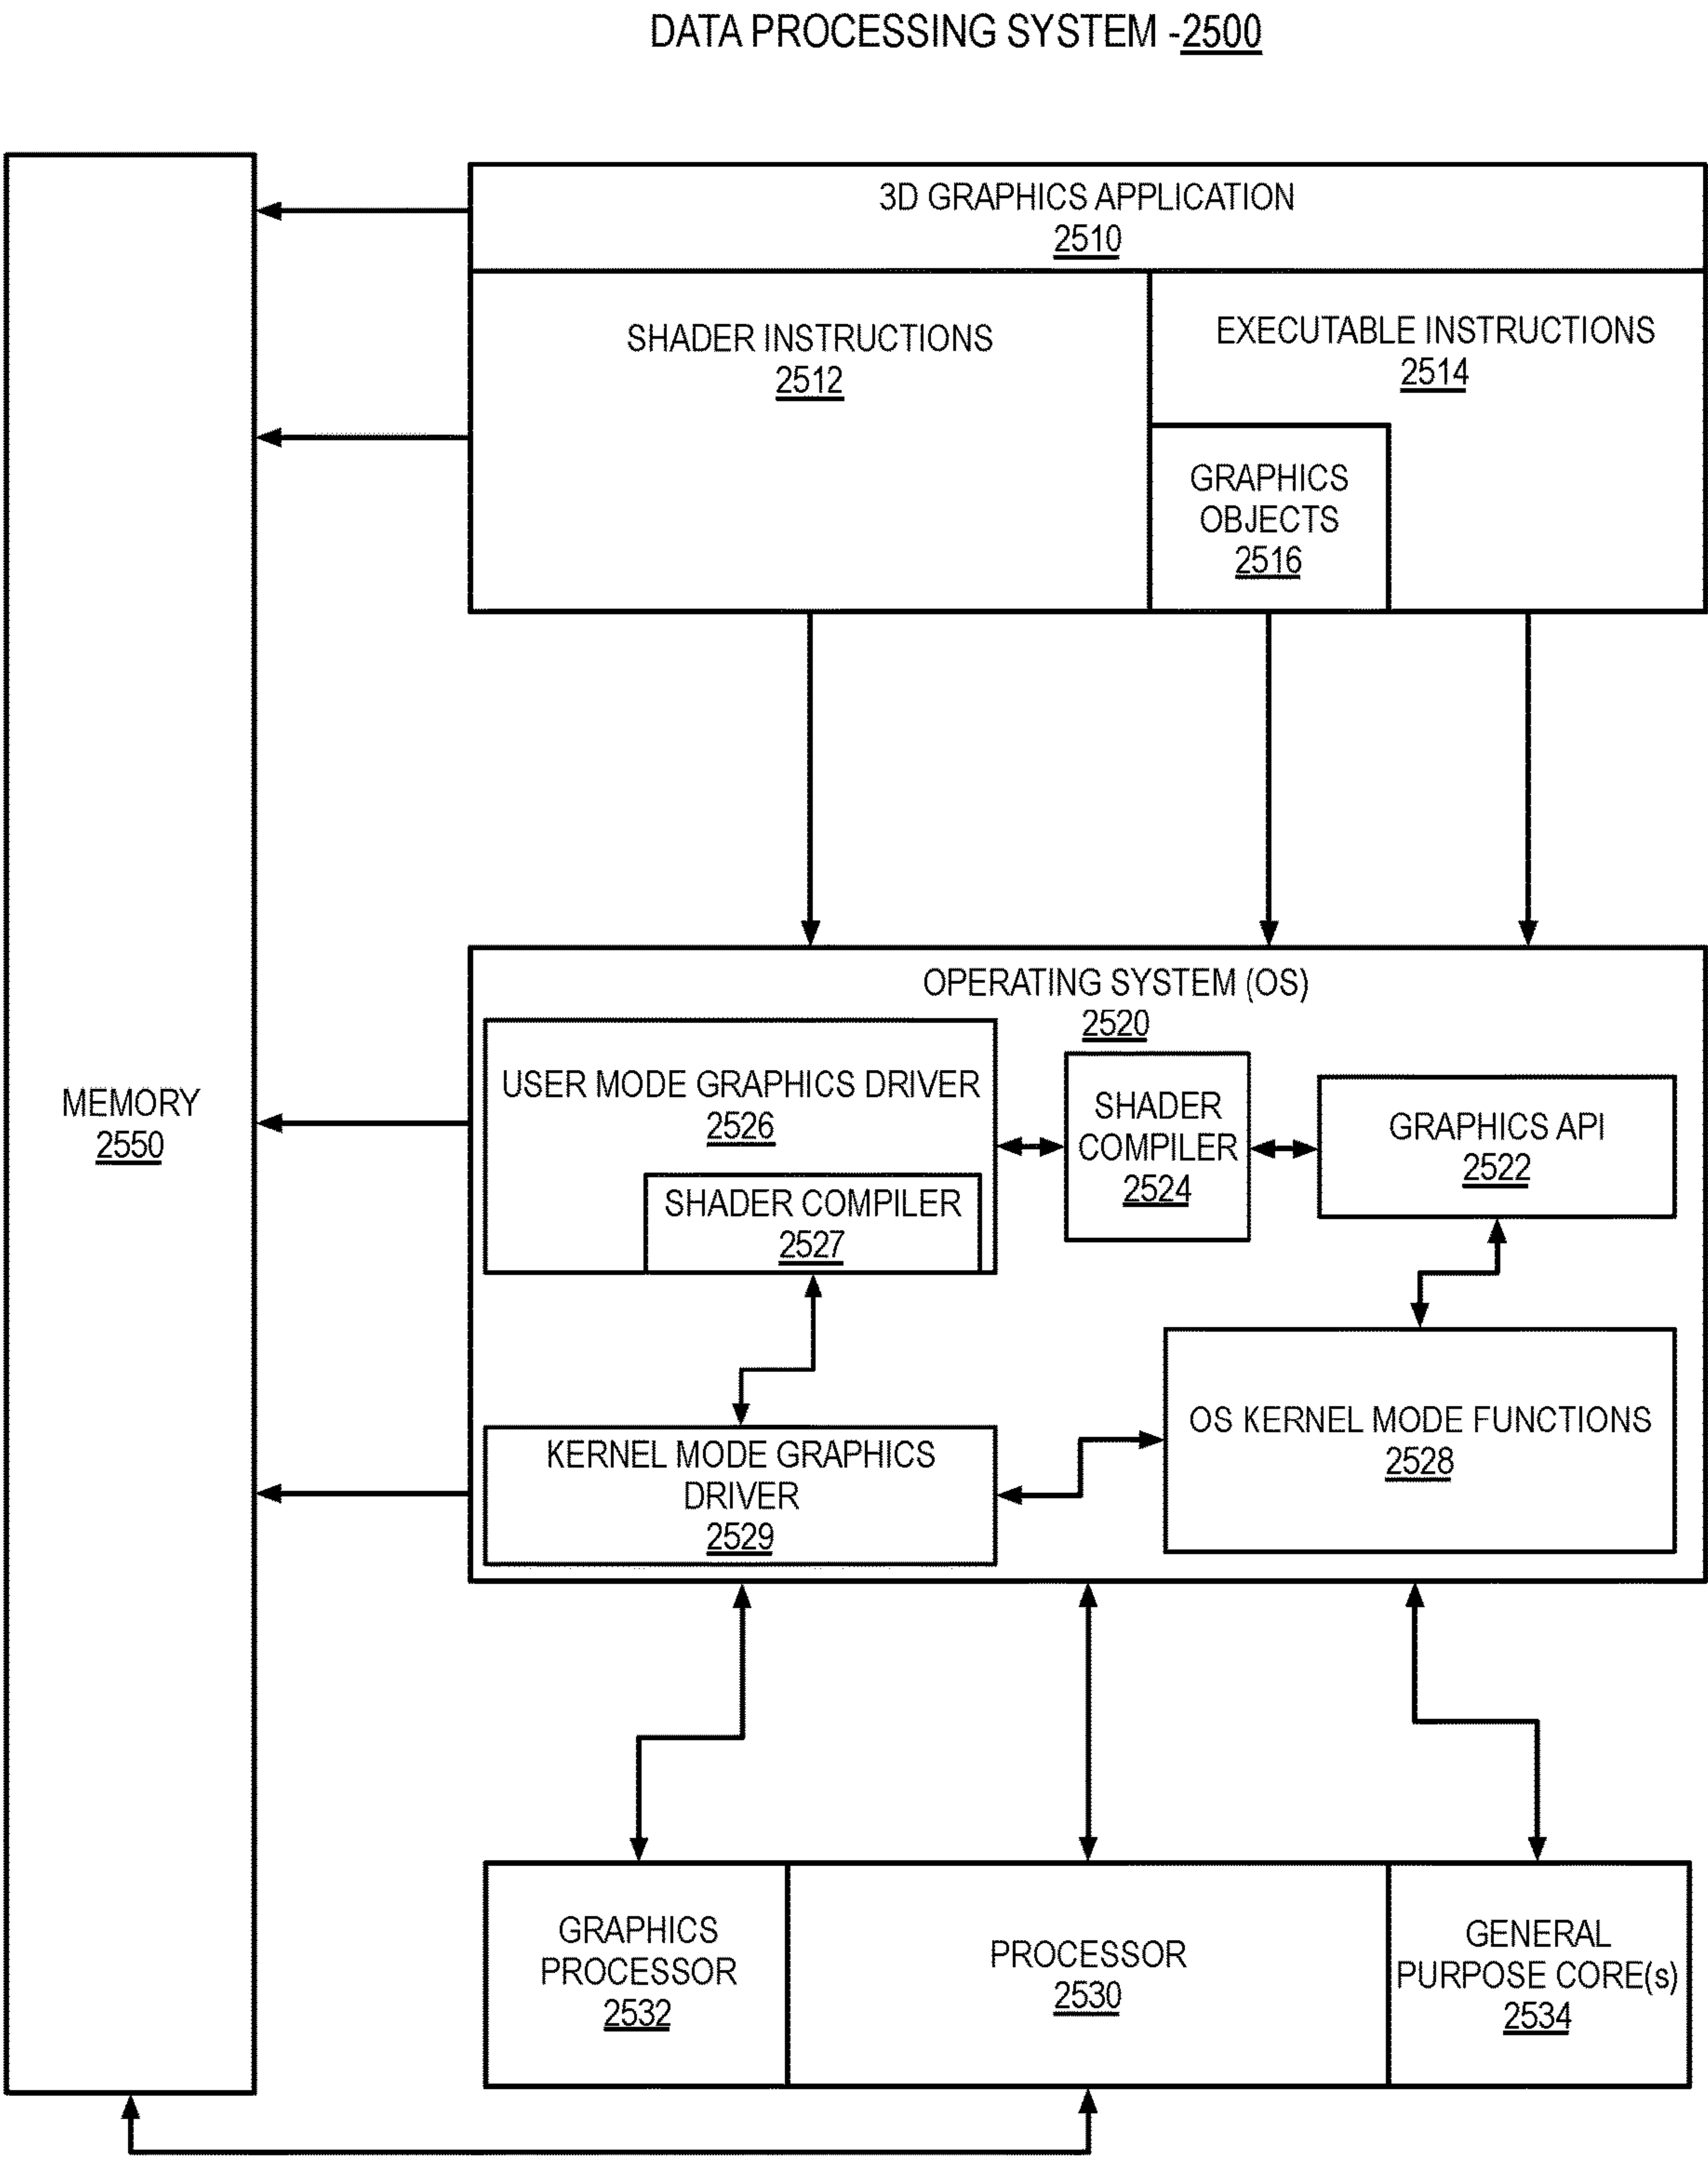 DATA PROCESSING SYSTEM -2500
3D GRAPHICS APPLICATION
2510
SHADER INSTRUCTIONS
2512
EXECUTABLE INSTRUCTIONS
2514
GRAPHICS
OBJECTS
2516
MEMORY
2550
OPERATING SYSTEM (OS)
2520
USER MODE GRAPHICS DRIVER
2526
SHADER COMPILER
2527
SHADER
COMPILER
2524
GRAPHICS API
2522
KERNEL MODE GRAPHICS
DRIVER
2529
OS KERNEL MODE FUNCTIONS
2528
GRAPHICS
PROCESSOR
2532
PROCESSOR
2530
GENERAL
PURPOSE CORE(s)
2534